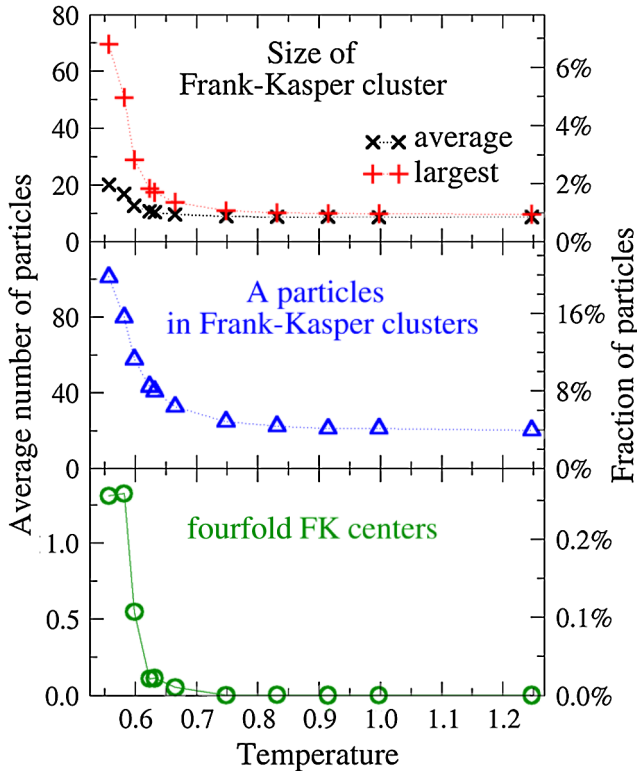 80
60
40
20
0
Size of
Frank-Kasper cluster
average
largest
6%
4%
2%
0%
80
40
0
A particles
in Frank-Kasper clusters
16%
8%
0%
1.0
0.5
0.0
fourfold FK centers
0.2%
0.1%
0.0%
0.6 0.7 0.8 0.9 1.0 1.1 1.2
Temperature
Average number of particles
Fraction of particles